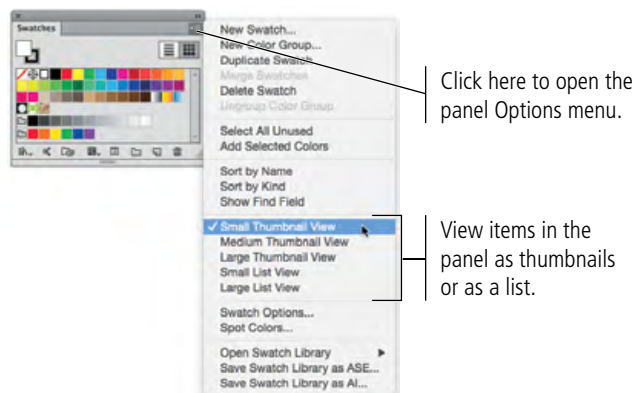 Swatches
New Swatch...
New Color Group...
Duplicate Swatch
Merge Swatches
Delete Swatch
Ungroup Color Group
Select All Unused
Add Selected Colors
Sort by Name
Sort by Kind
Show Find Field
✓ Small Thumbnail View
Medium Thumbnail View
Large Thumbnail View
Small List View
Large List View
Swatch Options...
Spot Colors...
Open Swatch Library
Save Swatch Library as ASE...
Save Swatch Library as AI...
Click here to open the
panel Options menu.
View items in the
panel as thumbnails
or as a list.